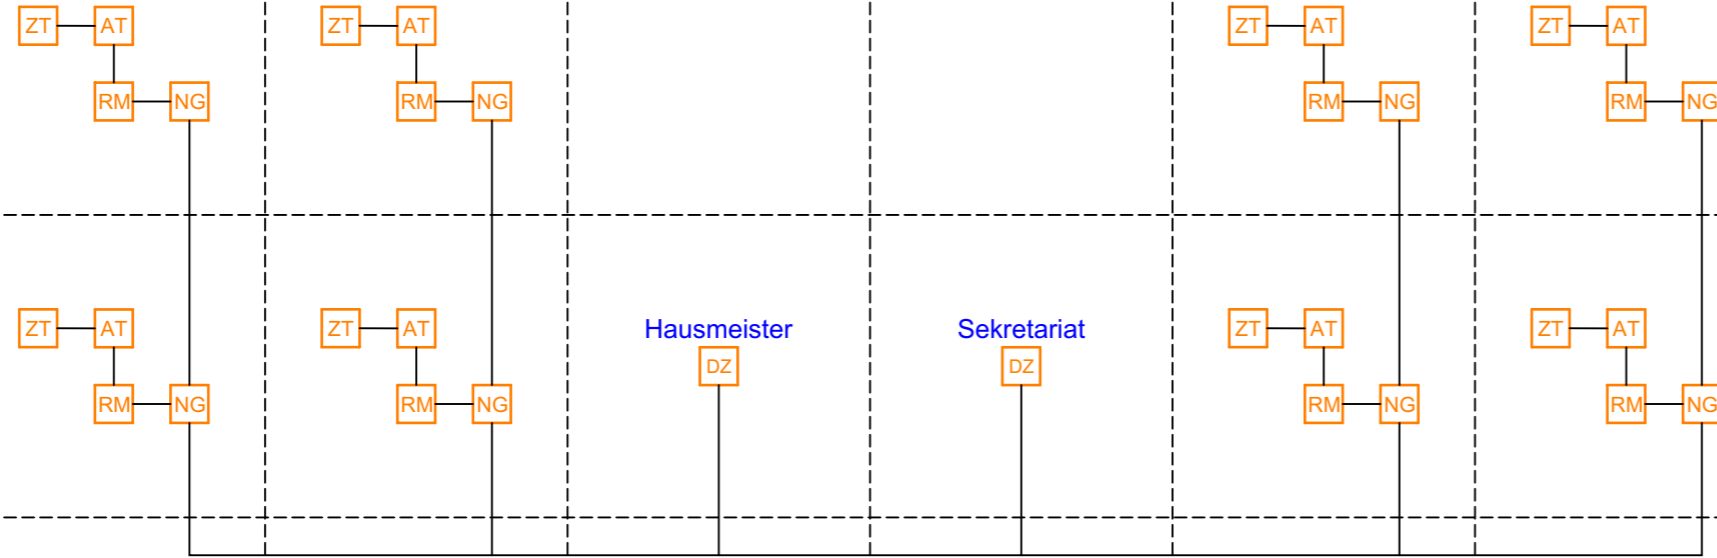 ZT AT ZT AT ZT AT ZT AT
RM NG RM NG RM NG RM NG
ZT AT ZT AT Hausmeister Sekretariat ZT AT ZT AT
DZ DZ
RM NG RM NG RM NG RM NG